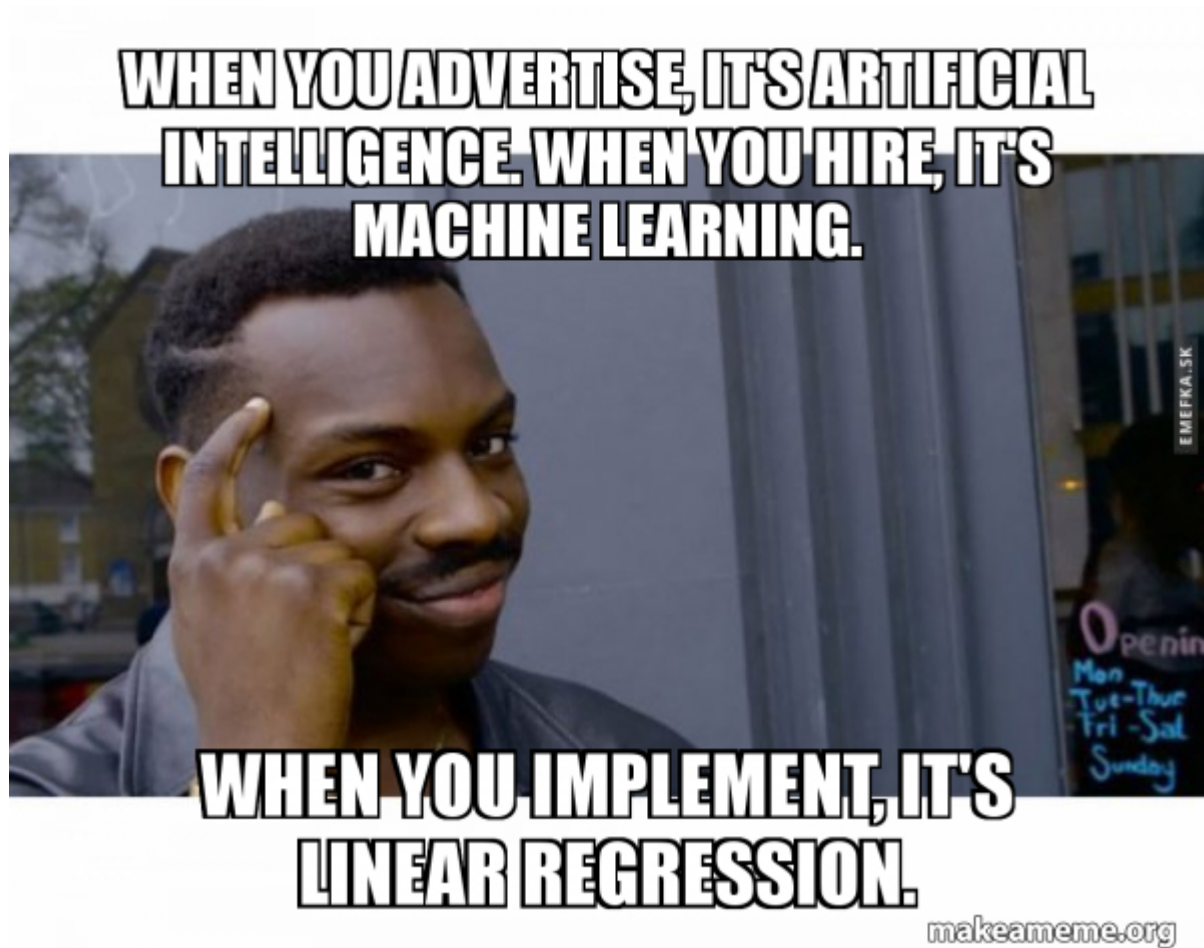 WHEN YOU ADVERTISE, IT'S ARTIFICIAL
INTELLIGENCE. WHEN YOU HIRE, IT'S
MACHINE LEARNING.
EMEFKA.SK
Openin
Mon
Tue-Thur
Fri -Sat
Sunday
WHEN YOU IMPLEMENT, IT'S
LINEAR REGRESSION.
makeameme.org